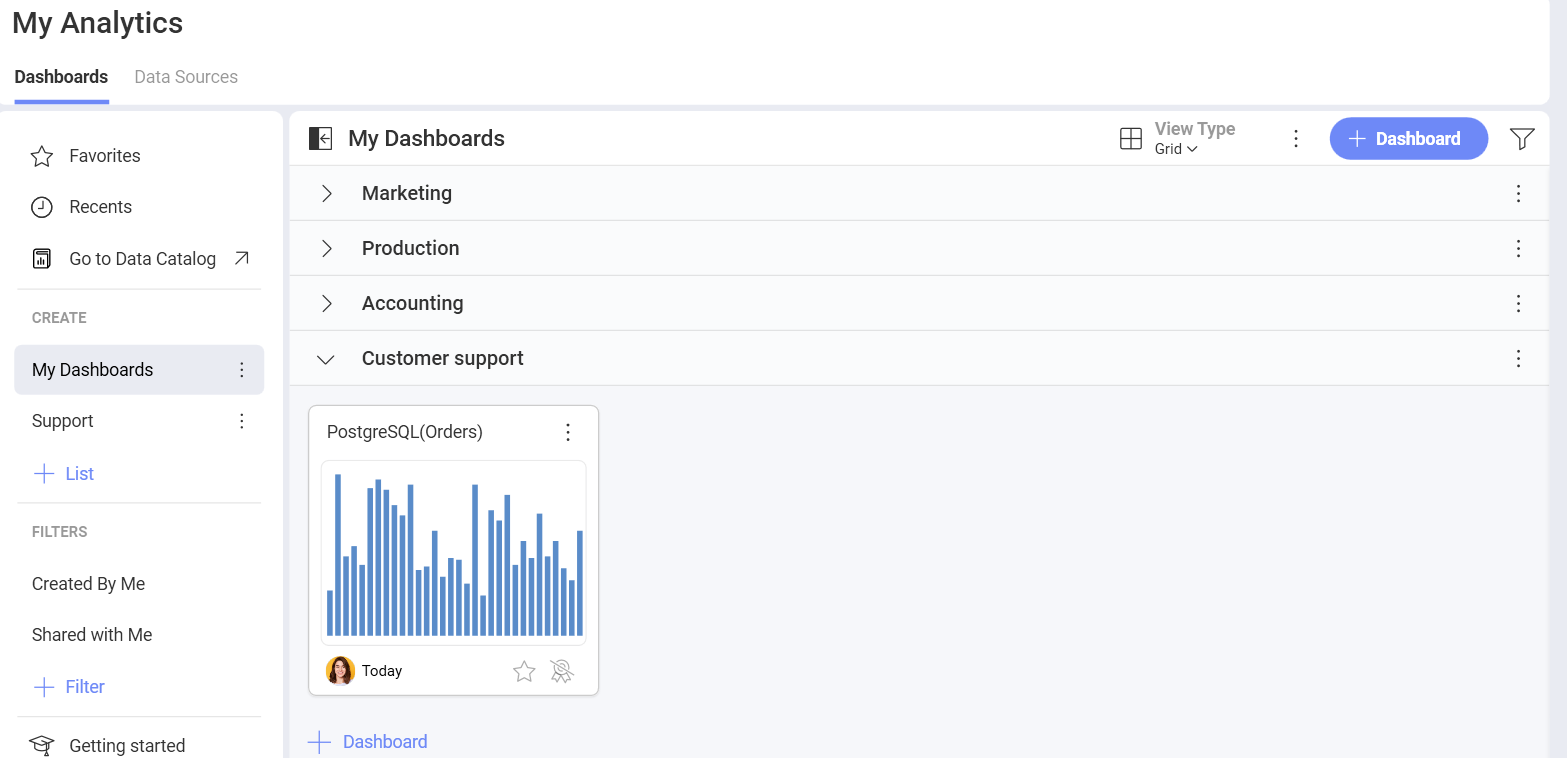 My Analytics
Dashboards Data Sources
Favorites
Recents
Go to Data Catalog
CREATE
My Dashboards
Support
List
FILTERS
Created By Me
Shared with Me
Filter
Getting started
My Dashboards
View Type
Grid
Dashboard
Marketing
Production
Accounting
Customer support
PostgreSQL(Orders)
Today
Dashboard